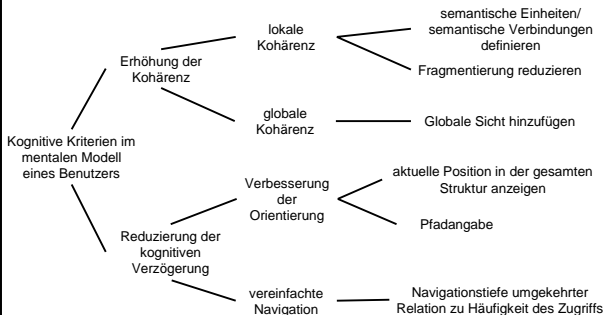 Kognitive Kriterien im
mentalen Modell
eines Benutzers
Erhöhung der
Kohärenz
lokale
Kohärenz
semantische Einheiten/
semantische Verbindungen
definieren
Fragmentierung reduzieren
globale
Kohärenz
Globale Sicht hinzufügen
Reduzierung der
kognitiven
Verzögerung
Verbesserung
der
Orientierung
aktuelle Position in der gesamten
Struktur anzeigen
Pfadangabe
vereinfachte
Navigation
Navigationstiefe umgekehrter
Relation zu Häufigkeit des Zugriffs